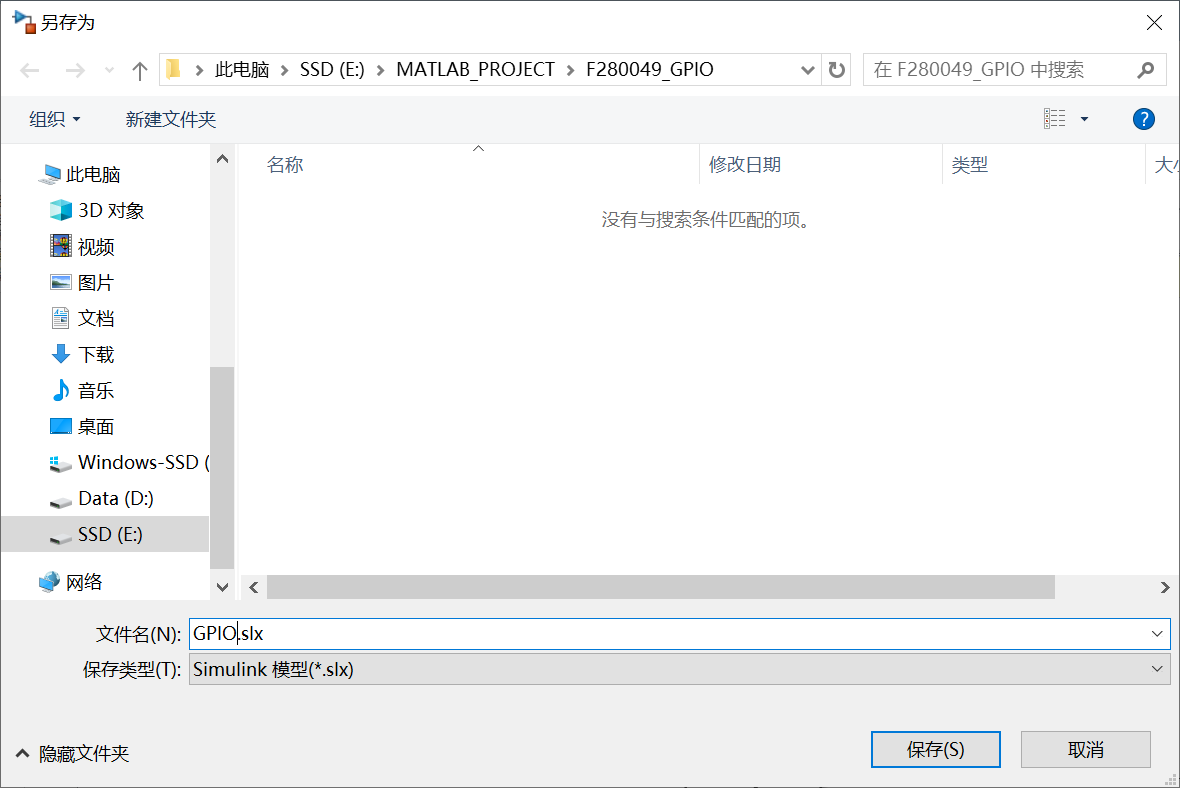 另存为
此电脑 > SSD (E:) > MATLAB_PROJECT > F280049_GPIO
在 F280049_GPIO 中搜索
组织
新建文件夹
?
此电脑
3D 对象
视频
图片
文档
下载
音乐
桌面
Windows-SSD (
Data (D:)
SSD (E:)
网络
名称
修改日期
类型
大小
没有与搜索条件匹配的项。
文件名(N):
GPIO.slx
保存类型(T):
Simulink 模型(*.slx)
隐藏文件夹
保存(S)
取消